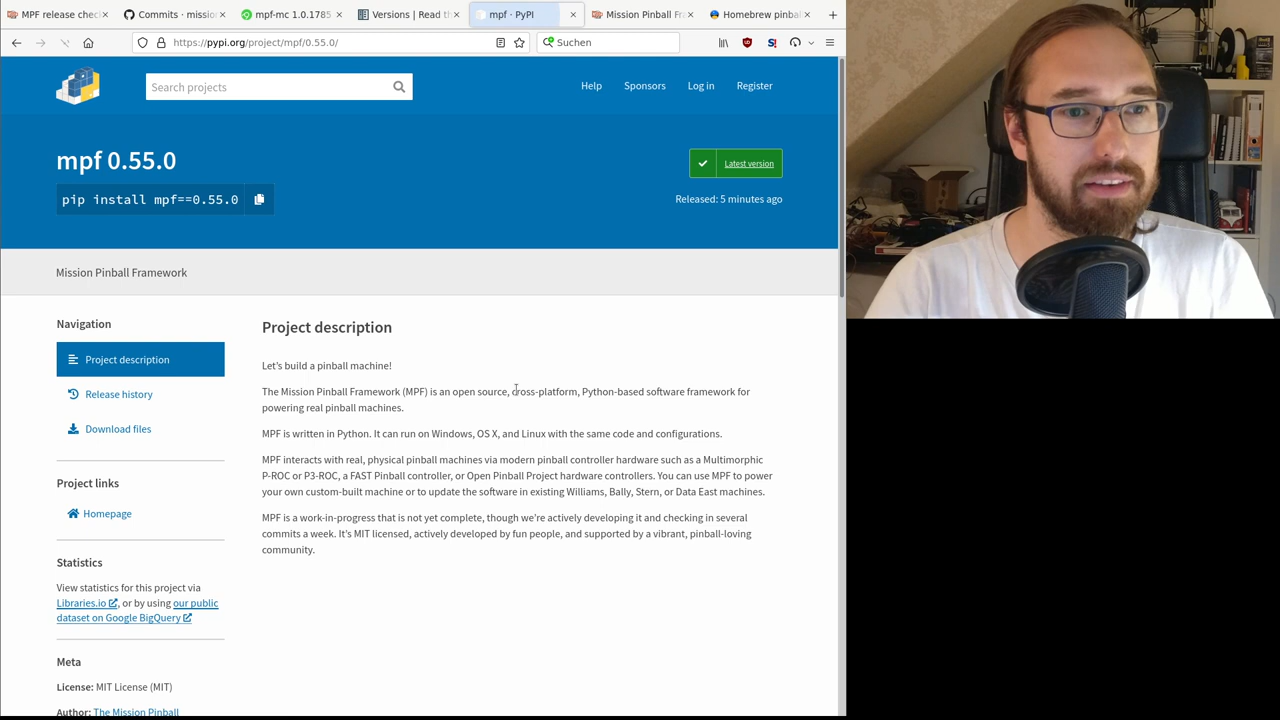 MPF release check
Commits · missio
mpf-mc 1.0.1785
Versions | Read th
mpf · PyPI
Mission Pinball Fra
Homebrew pinbal
https://pypi.org/project/mpf/0.55.0/
Suchen
Search projects
Help
Sponsors
Log in
Register
mpf 0.55.0
Latest version
pip install mpf==0.55.0
Released: 5 minutes ago
Mission Pinball Framework
Navigation
Project description
Release history
Download files
Project links
Homepage
Statistics
View statistics for this project via
Libraries.io, or by using our public
dataset on Google BigQuery
Meta
License: MIT License (MIT)
Author: The Mission Pinball
Project description
Let's build a pinball machine!
The Mission Pinball Framework (MPF) is an open source, cross-platform, Python-based software framework for
powering real pinball machines.
MPF is written in Python. It can run on Windows, OS X, and Linux with the same code and configurations.
MPF interacts with real, physical pinball machines via modern pinball controller hardware such as a Multimorphic
P-ROC or P3-ROC, a FAST Pinball controller, or Open Pinball Project hardware controllers. You can use MPF to power
your own custom-built machine or to update the software in existing Williams, Bally, Stern, or Data East machines.
MPF is a work-in-progress that is not yet complete, though we're actively developing it and checking in several
commits a week. It's MIT licensed, actively developed by fun people, and supported by a vibrant, pinball-loving
community.